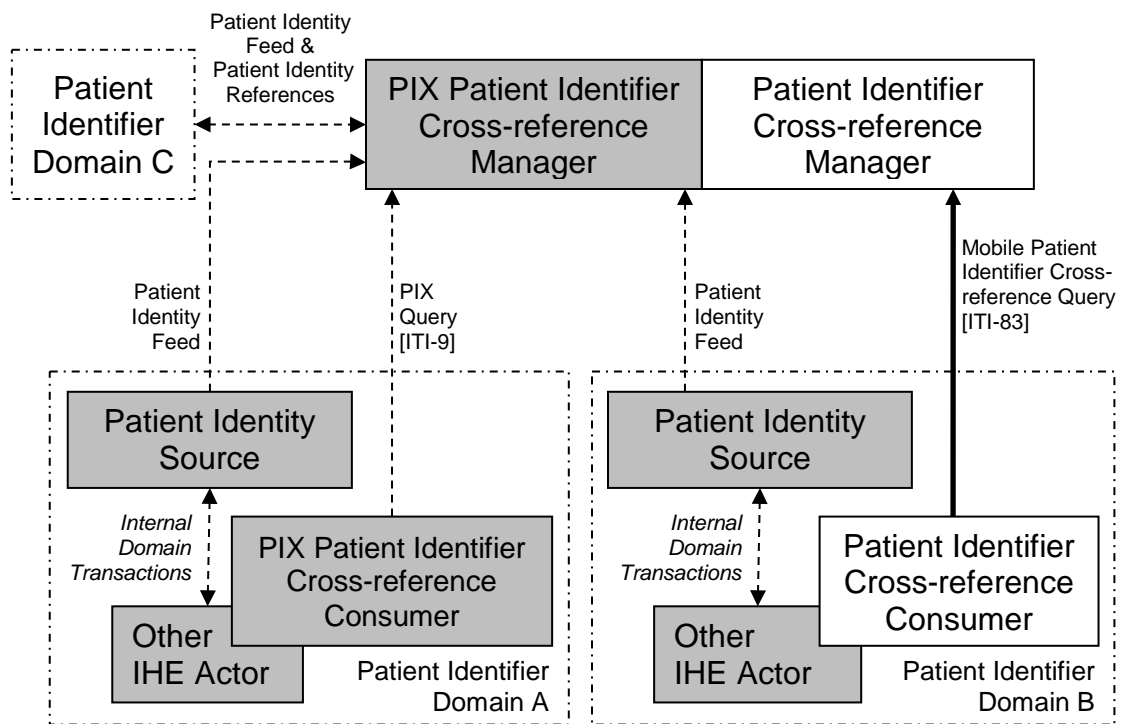 Patient Identity
Feed &
Patient Identity
References
Patient
Identifier
Domain C
PIX Patient Identifier
Cross-reference
Manager
Patient Identifier
Cross-reference
Manager
Patient
Identity
Feed
PIX
Query
[ITI-9]
Patient
Identity
Feed
Mobile Patient
Identifier Cross-
reference Query
[ITI-83]
Patient Identity
Source
Internal
Domain
Transactions
PIX Patient Identifier
Cross-reference
Consumer
Other
IHE Actor
Patient Identifier
Domain A
Patient Identity
Source
Internal
Domain
Transactions
Patient Identifier
Cross-reference
Consumer
Other
IHE Actor
Patient Identifier
Domain B